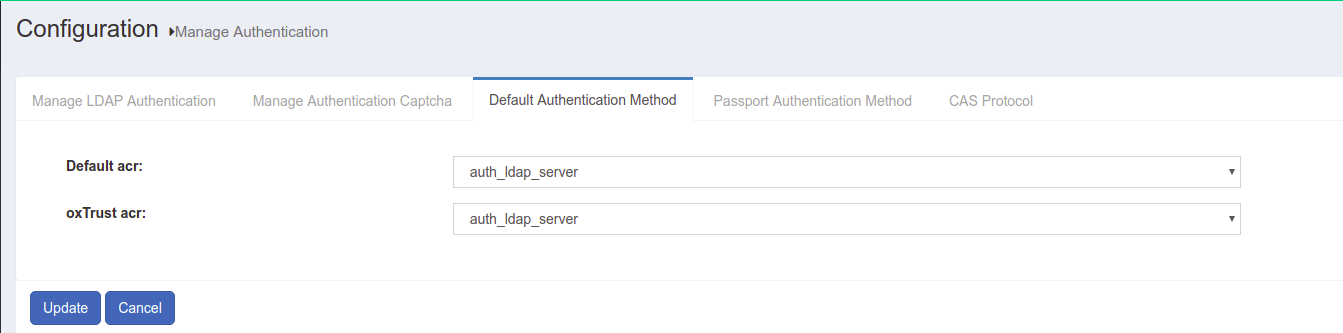 Configuration Manage Authentication
Manage LDAP Authentication Manage Authentication Captcha Default Authentication Method Passport Authentication Method CAS Protocol
Default acr: auth_ldap_server
oxTrust acr: auth_ldap_server
Update Cancel